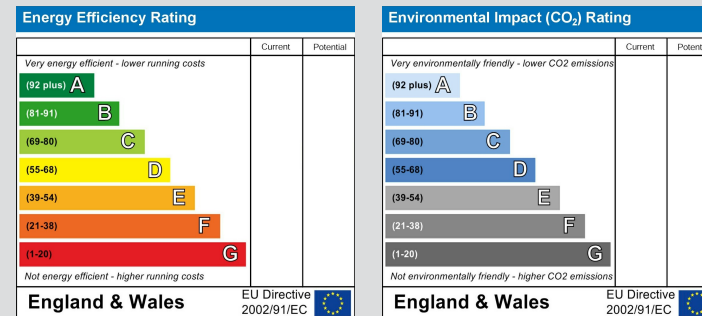 Energy Efficiency Rating
Current Potential
Very energy efficient - lower running costs
(92 plus) A
(81-91) B
(69-80) C
(55-68) D
(39-54) E
(21-38) F
(1-20) G
Not energy efficient - higher running costs
England & Wales
EU Directive
2002/91/EC
Environmental Impact (CO₂) Rating
Current Potent
Very environmentally friendly - lower CO2 emissions
(92 plus) A
(81-91) B
(69-80) C
(55-68) D
(39-54) E
(21-38) F
(1-20) G
Not environmentally friendly - higher CO2 emissions
England & Wales
EU Directive
2002/91/EC